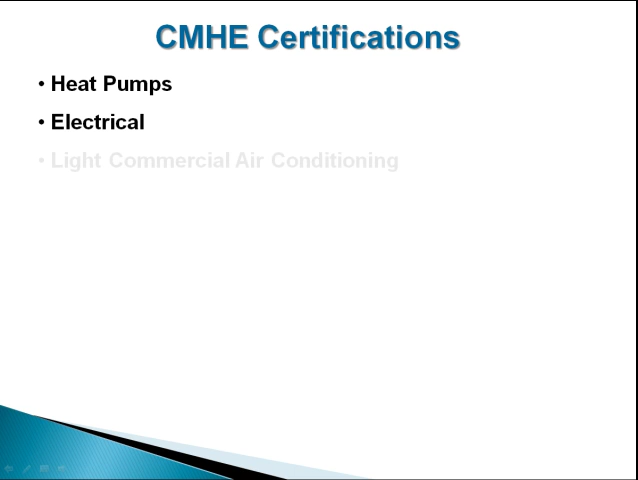 CMHE Certifications
• Heat Pumps
• Electrical
• Light Commercial Air Conditioning